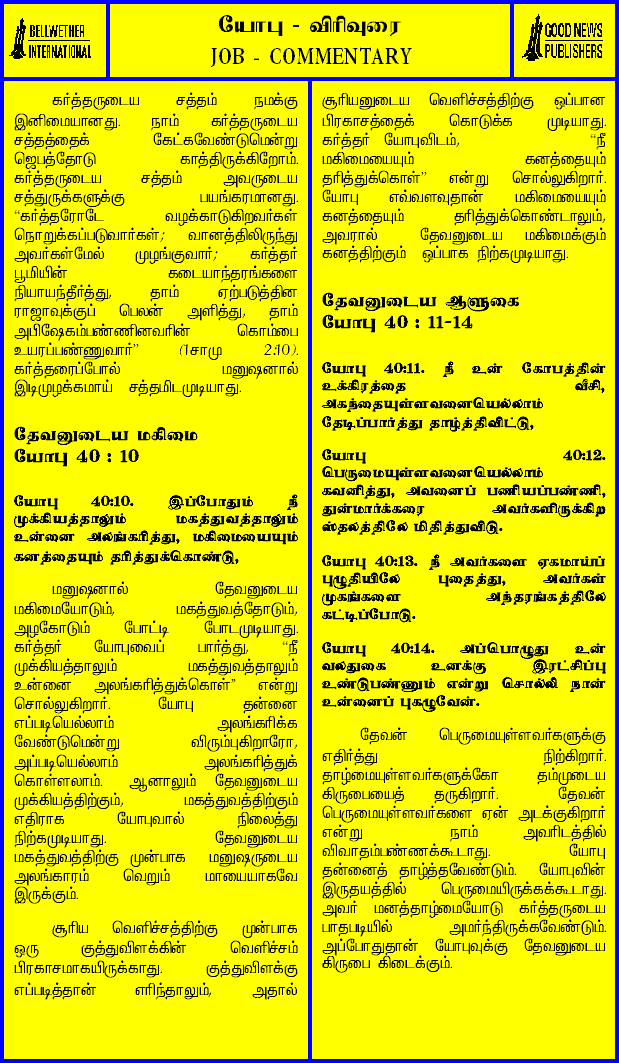 BELLWETHER
INTERNATIONAL
யோபு - விரிவுரை
JOB - COMMENTARY
GOOD NEWS
PUBLISHERS
கர்த்தருடைய சத்தம் நமக்கு
இனிமையானது. நாம் கர்த்தருடைய
சத்தத்தைக் கேட்கவேண்டுமென்று
ஜெபத்தோடு காத்திருக்கிறோம்.
கர்த்தருடைய சத்தம் அவருடைய
சத்துருக்களுக்கு பயங்கரமானது.
“கர்த்தரோடே வழக்காடுகிறவர்கள்
நொறுக்கப்படுவார்கள்; வானத்திலிருந்து
அவர்கள்மேல் முழங்குவார்; கர்த்தர்
பூமியின் கடையாந்தரங்களை
நியாயந்தீர்த்து, தாம் ஏற்படுத்தின
ராஜாவுக்குப் பெலன் அளித்து, தாம்
அபிஷேகம்பண்ணினவரின் கொம்பை
உயரப்பண்ணுவார்” (1சாமு 2:10).
கர்த்தரைப்போல் மனுஷனால்
இடிமுழக்கமாய் சத்தமிடமுடியாது.
தேவனுடைய மகிமை
யோபு 40 : 10
யோபு 40:10. இப்போதும் நீ
முக்கியத்தாலும் மகத்துவத்தாலும்
உன்னை அலங்கரித்து, மகிமையையும்
கனத்தையும் தரித்துக்கொண்டு,
மனுஷனால் தேவனுடைய
மகிமையோடும், மகத்துவத்தோடும்,
அழகோடும் போட்டி போடமுடியாது.
கர்த்தர் யோபுவைப் பார்த்து, “நீ
முக்கியத்தாலும் மகத்துவத்தாலும்
உன்னை அலங்கரித்துக்கொள்” என்று
சொல்லுகிறார். யோபு தன்னை
எப்படியெல்லாம் அலங்கரிக்க
வேண்டுமென்று விரும்புகிறாரோ,
அப்படியெல்லாம் அலங்கரித்துக்
கொள்ளலாம். ஆனாலும் தேவனுடைய
முக்கியத்திற்கும், மகத்துவத்திற்கும்
எதிராக யோபுவால் நிலைத்து
நிற்கமுடியாது. தேவனுடைய
மகத்துவத்திற்கு முன்பாக மனுஷருடைய
அலங்காரம் வெறும் மாயையாகவே
இருக்கும்.
சூரிய வெளிச்சத்திற்கு முன்பாக
ஒரு குத்துவிளக்கின் வெளிச்சம்
பிரகாசமாகயிருக்காது. குத்துவிளக்கு
எப்படித்தான் எரிந்தாலும், அதால்
சூரியனுடைய வெளிச்சத்திற்கு ஒப்பான
பிரகாசத்தைக் கொடுக்க முடியாது.
கர்த்தர் யோபுவிடம், “நீ
மகிமையையும் கனத்தையும்
தரித்துக்கொள்” என்று சொல்லுகிறார்.
யோபு எவ்வளவுதான் மகிமையையும்
கனத்தையும் தரித்துக்கொண்டாலும்,
அவரால் தேவனுடைய மகிமைக்கும்
கனத்திற்கும் ஒப்பாக நிற்கமுடியாது.
தேவனுடைய ஆளுகை
யோபு 40 : 11-14
யோபு 40:11. நீ உன் கோபத்தின்
உக்கிரத்தை வீசி,
அகந்தையுள்ளவனையெல்லாம்
தேடிப்பார்த்து தாழ்த்திவிட்டு,
யோபு 40:12.
பெருமையுள்ளவனையெல்லாம்
கவனித்து, அவனைப் பணியப்பண்ணி,
துன்மார்க்கரை அவர்களிருக்கிற
ஸ்தலத்திலே மிதித்துவிடு.
யோபு 40:13. நீ அவர்களை ஏகமாய்ப்
புழுதியிலே புதைத்து, அவர்கள்
முகங்களை அந்தரங்கத்திலே
கட்டிப்போடு.
யோபு 40:14. அப்பொழுது உன்
வலதுகை உனக்கு இரட்சிப்பு
உண்டுபண்ணும் என்று சொல்லி நான்
உன்னைப் புகழுவேன்.
தேவன் பெருமையுள்ளவர்களுக்கு
எதிர்த்து நிற்கிறார்.
தாழ்மையுள்ளவர்களுக்கோ தம்முடைய
கிருபையைத் தருகிறார். தேவன்
பெருமையுள்ளவர்களை ஏன் அடக்குகிறார்
என்று நாம் அவரிடத்தில்
விவாதம்பண்ணக்கூடாது. யோபு
தன்னைத் தாழ்த்தவேண்டும். யோபுவின்
இருதயத்தில் பெருமையிருக்கக்கூடாது.
அவர் மனத்தாழ்மையோடு கர்த்தருடைய
பாதபடியில் அமர்ந்திருக்கவேண்டும்.
அப்போதுதான் யோபுவுக்கு தேவனுடைய
கிருபை கிடைக்கும்.